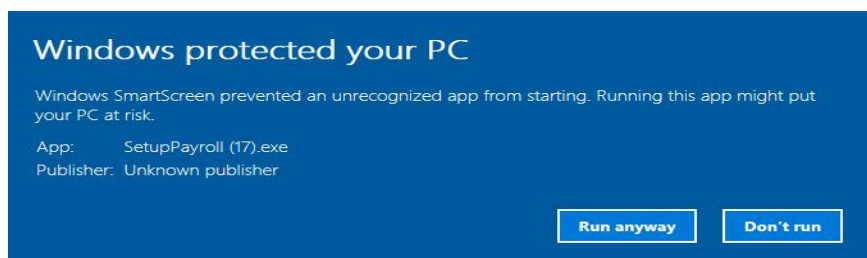 Windows protected your PC
Windows SmartScreen prevented an unrecognized app from starting. Running this app might put
your PC at risk.
App: SetupPayroll (17).exe
Publisher: Unknown publisher
Run anyway Don't run